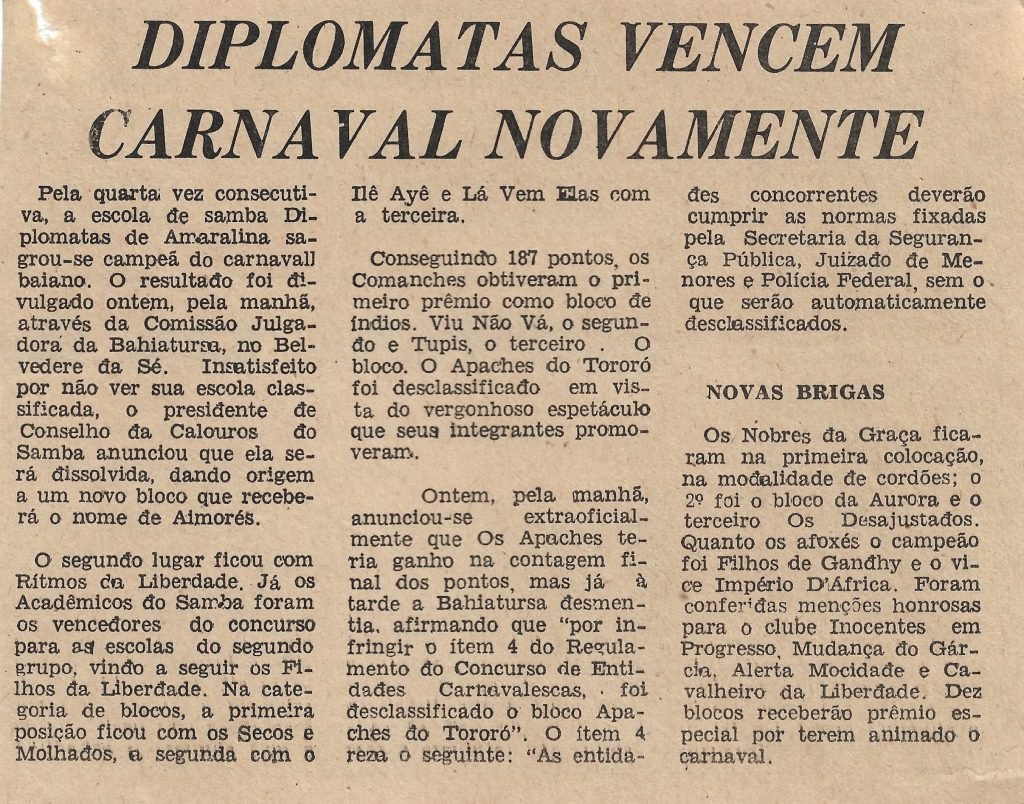 DIPLOMATAS VENCEM
CARNAVAL NOVAMENTE
Pela quarta vez consecuti-
va, a escola de samba Di-
plomatas de Amaralina sa-
grou-se campeã do carnavall
baiano. O resultado foi di-
vulgado ontem, pela manhã,
através da Comissão Julga-
dora da Bahiatursa, no Bel-
vedere da Sé. Insatisfeito
por não ver sua escola clas-
sificada, o presidente de
Conselho da Calouros do
Samba anunciou que ela se-
rá dissolvida, dando origem
a um novo bloco que recebe-
rá o nome de Aimorés.
O segundo lugar ficou com
Rítmos da Liberdade. Já os
Acadêmicos do Samba foram
os vencedores do concurso
para as escolas do segundo
grupo, vindo a seguir os Fi-
lhos da Liberdade. Na cate-
goria de blocos, a primeira
posição ficou com os Secos e
Molhados, a segunda com o
Ilê Ayê e Lá Vem Elas com
a terceira.
Conseguindo 187 pontos, os
Comanches obtiveram o pri-
meiro prêmio como bloco de
índios. Viu Não Vá, o segun-
do e Tupis, o terceiro . O
bloco. O Apaches do Tororó
foi desclassificado em vis-
ta do vergonhoso espetáculo
que seus integrantes promo-
veram.
Ontem, pela manhã,
anunciou-se extraoficial-
mente que Os Apaches te-
ria ganho na contagem fi-
nal dos pontos, mas já à
tarde a Bahiatursa desmen-
tia, afirmando que "por in-
fringir o ítem 4 do Regula-
mento do Concurso de Enti-
dades Carnavalescas, foi
desclassificado o bloco Apa-
ches do Tororó". O ítem 4
reza o seguinte: "As entida-
des concorrentes deverão
cumprir as normas fixadas
pela Secretaria da Seguran-
ça Pública, Juizado de Me-
nores e Polícia Federal, sem o
que serão automaticamente
desclassificados.
NOVAS BRIGAS
Os Nobres da Graça fica-
ram na primeira colocação,
na modalidade de cordões; o
2º foi o bloco da Aurora e o
terceiro Os Desajustados.
Quanto os afoxés o campeão
foi Filhos de Gandhy e o vi-
ce Império D'África. Foram
conferidas menções honrosas
para o clube Inocentes em
Progresso, Mudança do Gár-
cia, Alerta Mocidade e Ca-
valheiro da Liberdade. Dez
blocos receberão prêmio es-
pecial por terem animado o
carnaval.